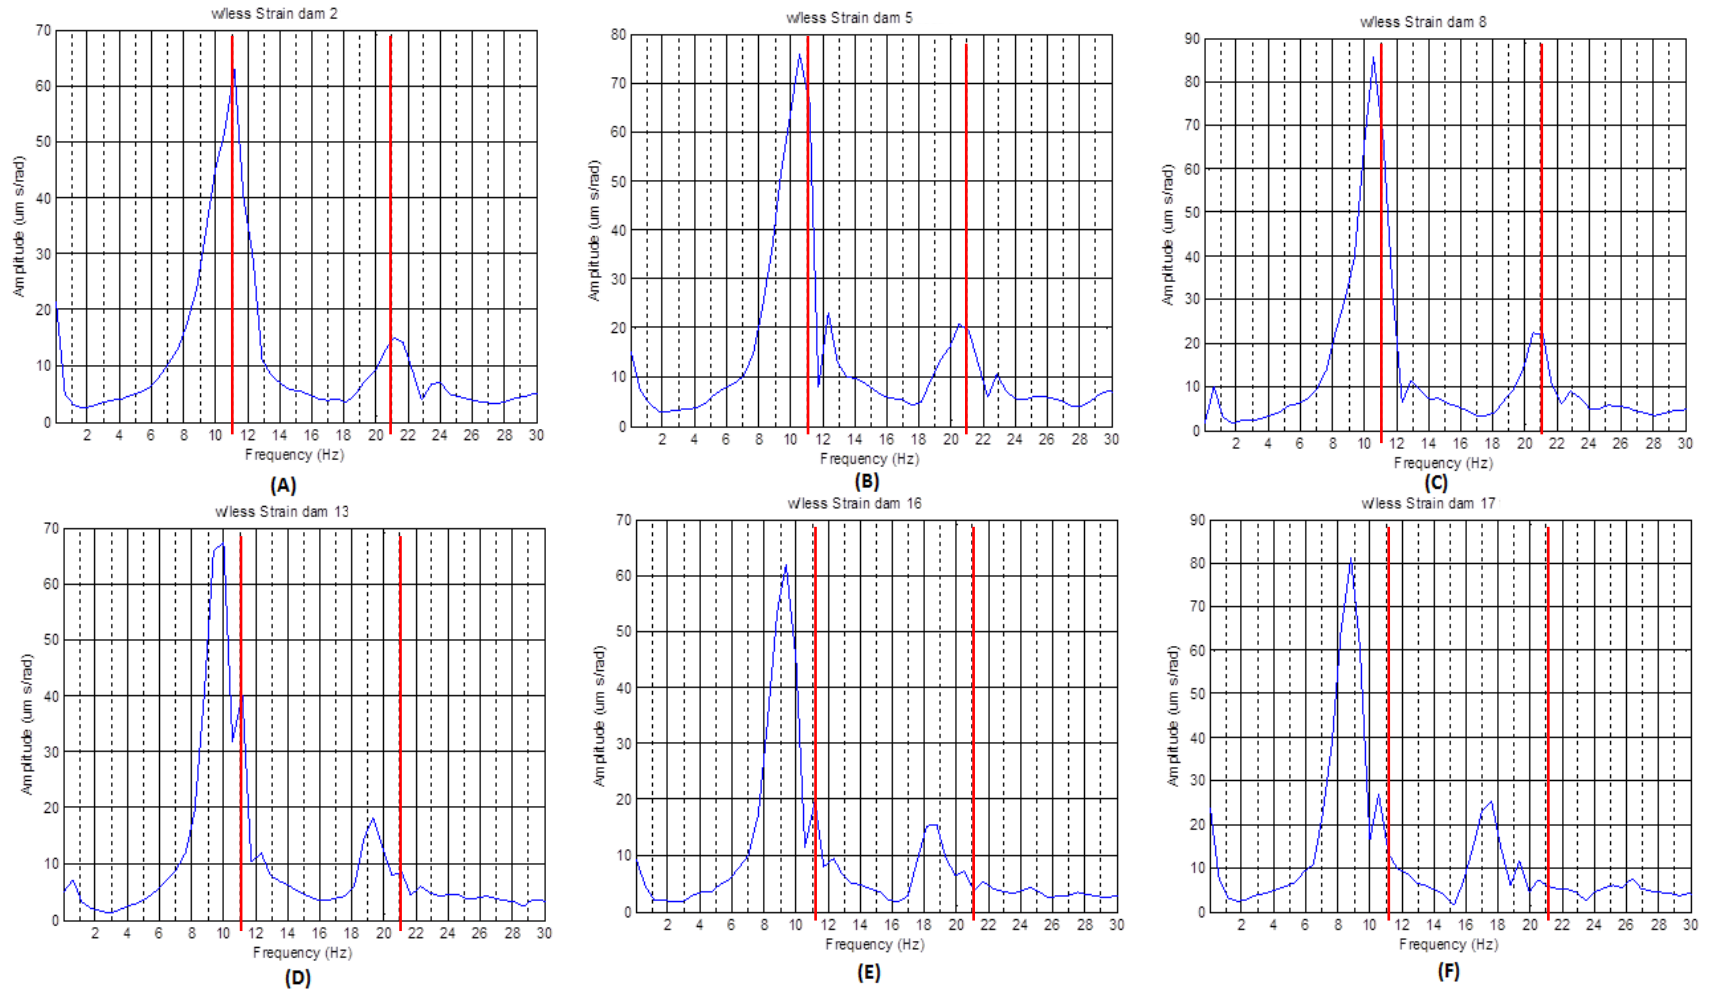 w/less Strain dam 2
70
60
50
40
30
20
10
0
Amplitude (um s/rad)
2 4 6 8 10 12 14 16 18 20 22 24 26 28 30
Frequency (Hz)
(A)
w/less Strain dam 5
80
70
60
50
40
30
20
10
0
Amplitude (um s/rad)
2 4 6 8 10 12 14 16 18 20 22 24 26 28 30
Frequency (Hz)
(B)
w/less Strain dam 8
90
80
70
60
50
40
30
20
10
0
Amplitude (um s/rad)
2 4 6 8 10 12 14 16 18 20 22 24 26 28 30
Frequency (Hz)
(C)
w/less Strain dam 13
70
60
50
40
30
20
10
0
Amplitude (um s/rad)
2 4 6 8 10 12 14 16 18 20 22 24 26 28 30
Frequency (Hz)
(D)
w/less Strain dam 16
70
60
50
40
30
20
10
0
Amplitude (um s/rad)
2 4 6 8 10 12 14 16 18 20 22 24 26 28 30
Frequency (Hz)
(E)
w/less Strain dam 17
90
80
70
60
50
40
30
20
10
0
Amplitude (um s/rad)
2 4 6 8 10 12 14 16 18 20 22 24 26 28 30
Frequency (Hz)
(F)